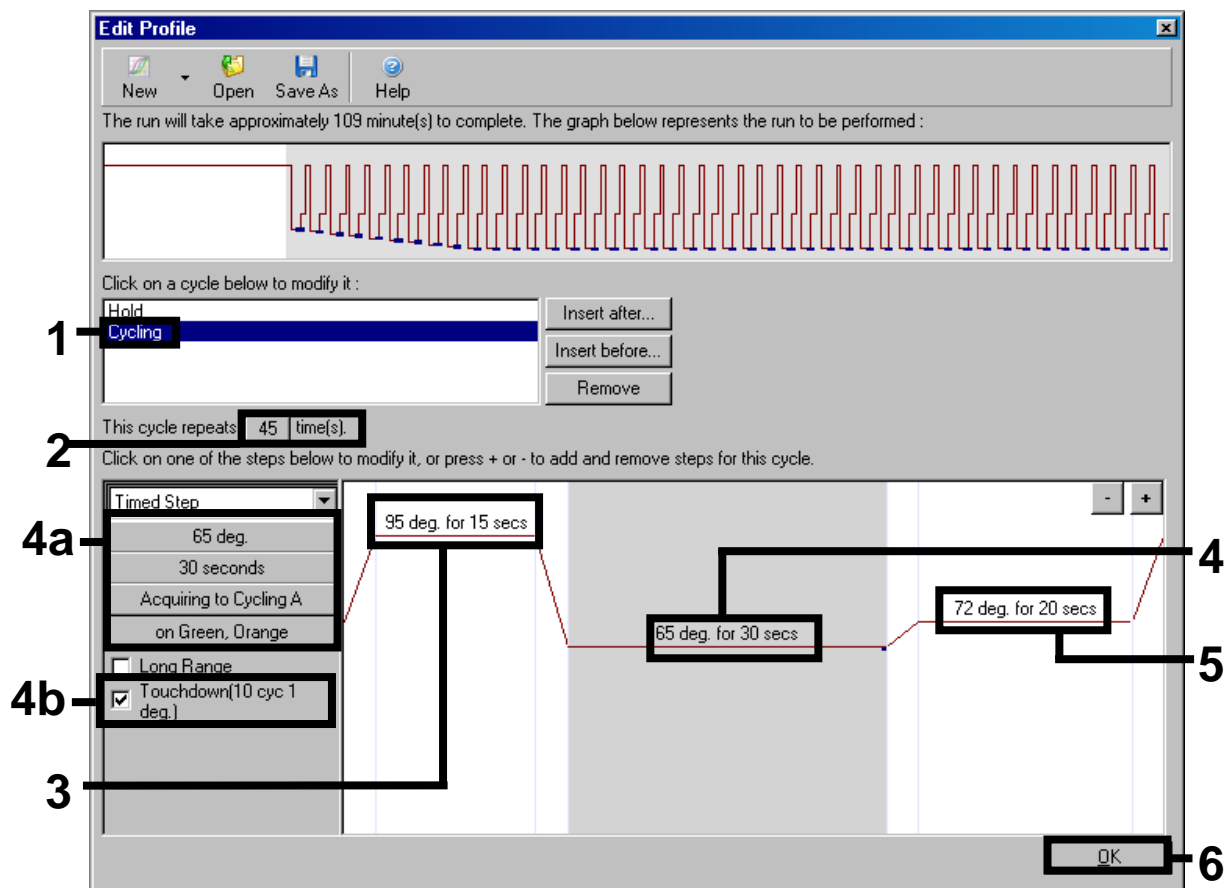 Edit Profile
New Open Save As Help
The run will take approximately 109 minute(s) to complete. The graph below represents the run to be performed :
Click on a cycle below to modify it :
Hold
1
Cycling
Insert after...
Insert before...
Remove
2
This cycle repeats 45 time(s).
Click on one of the steps below to modify it, or press + or - to add and remove steps for this cycle.
Timed Step
- +
4a
65 deg.
30 seconds
Acquiring to Cycling A
on Green, Orange
Long Range
4b
Touchdown(10 cyc 1
deg.)
95 deg. for 15 secs
3
65 deg. for 30 secs
4
72 deg. for 20 secs
5
OK
6